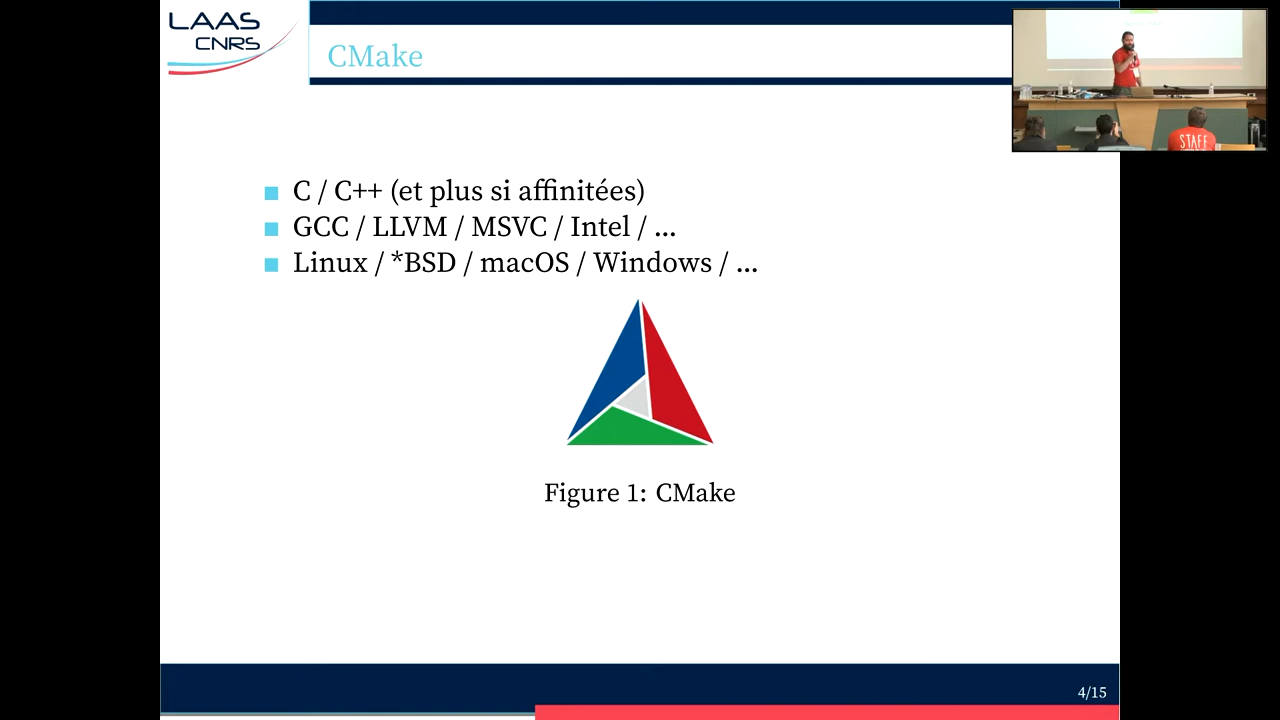 LAAS
CNRS
CMake
C / C++ (et plus si affinitées)
GCC / LLVM / MSVC / Intel / ...
Linux / *BSD / macOS / Windows / ...
Figure 1: CMake
4/15
STAFF